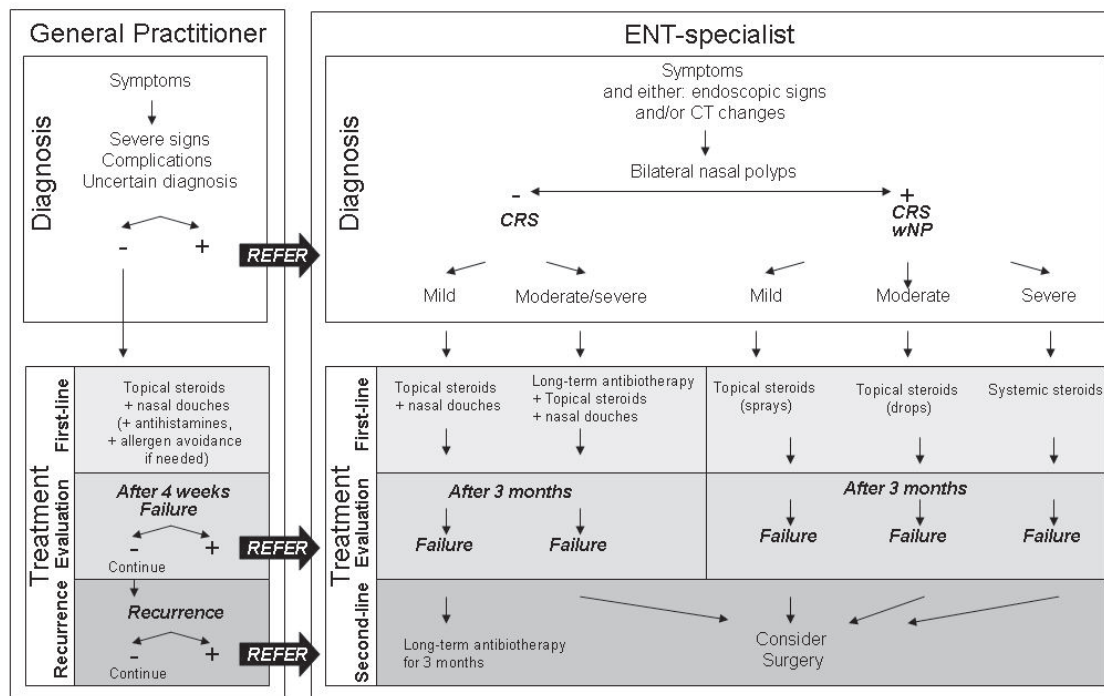 General Practitioner
Diagnosis
Symptoms
Severe signs
Complications
Uncertain diagnosis
- +
REFER
Treatment
First-line
Topical steroids
+ nasal douches
(+ antihistamines,
+ allergen avoidance
if needed)
Evaluation
After 4 weeks
Failure
- +
Continue
REFER
Recurrence
Recurrence
- +
Continue
REFER
ENT-specialist
Diagnosis
Symptoms
and either: endoscopic signs
and/or CT changes
Bilateral nasal polyps
- +
CRS
CRS
wNP
Mild
Moderate/severe
Mild
Moderate
Severe
Treatment
First-line
Topical steroids
+ nasal douches
Long-term antibiotherapy
+ Topical steroids
+ nasal douches
Topical steroids
(sprays)
Topical steroids
(drops)
Systemic steroids
Evaluation
After 3 months
Failure
Failure
After 3 months
Failure
Failure
Failure
Second-line
Long-term antibiotherapy
for 3 months
Consider
Surgery